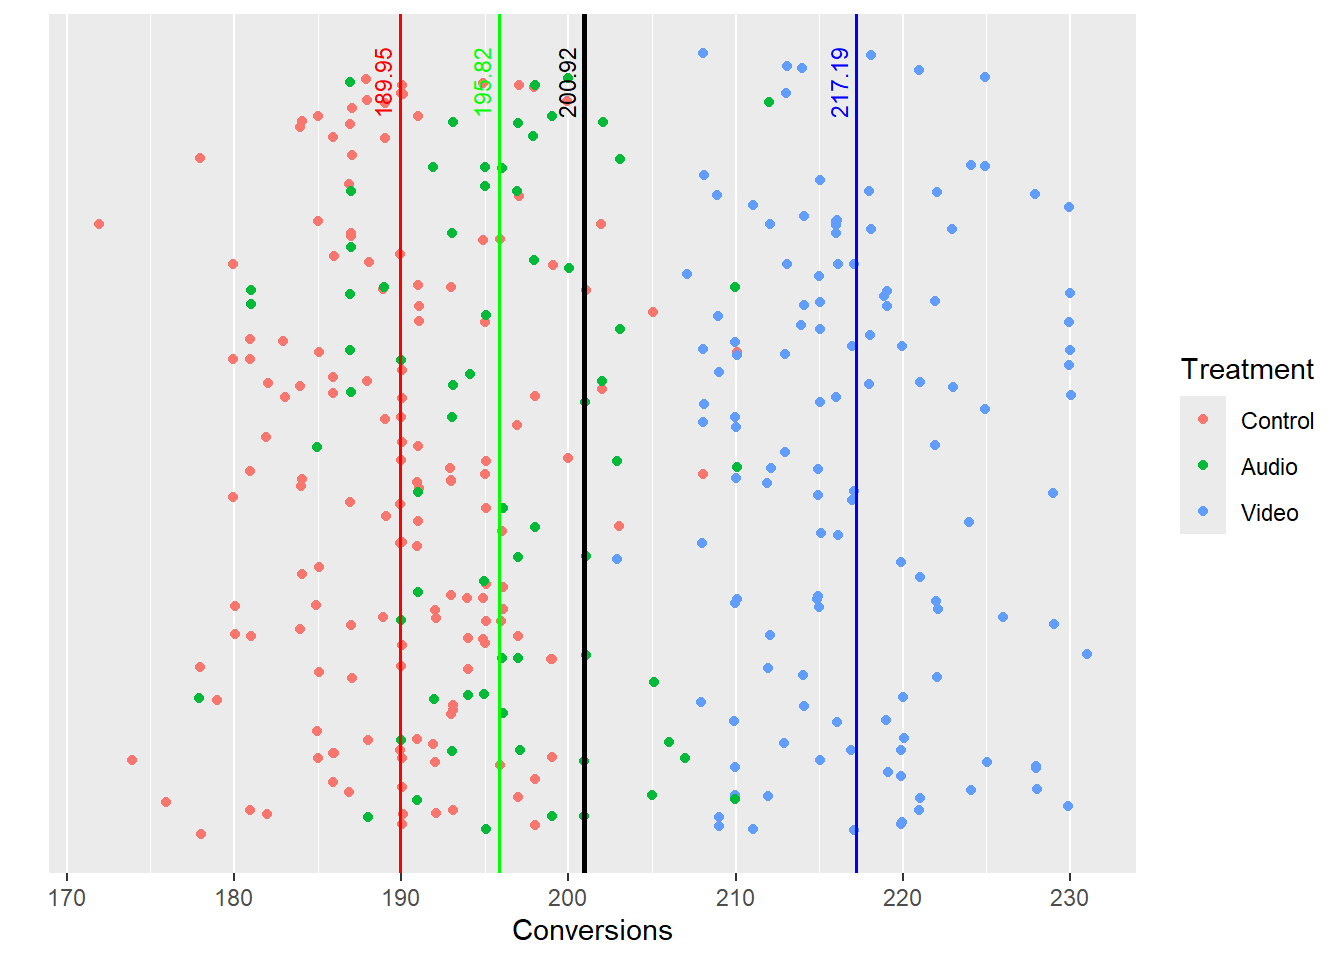 189.95
195.82
200.92
217.19
Treatment
Control
Audio
Video
170 180 190 200 210 220 230
Conversions